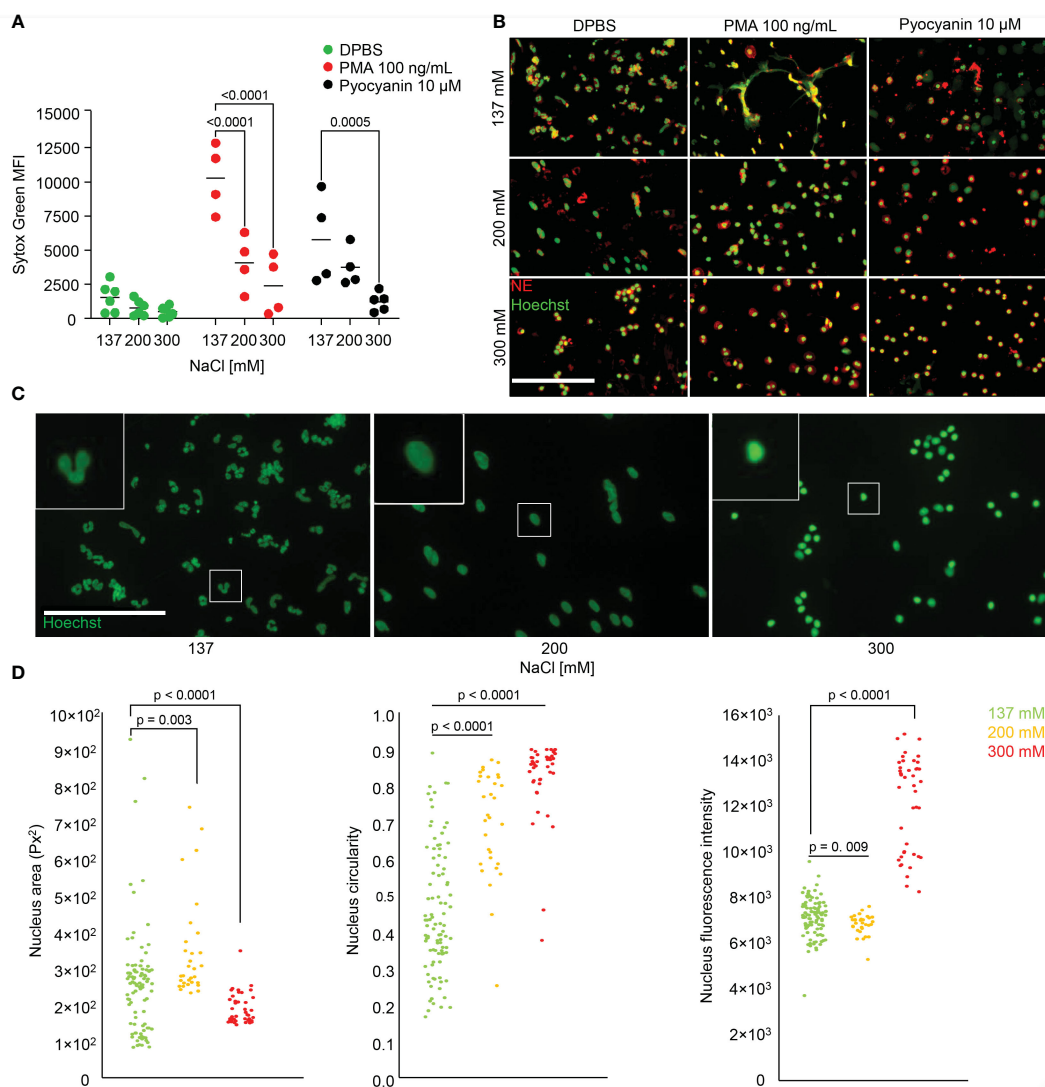 A
DPBS
PMA 100 ng/mL
Pyocyanin 10 µM
Sytox Green MFI
15000
12500
10000
7500
5000
2500
0
<0.0001
<0.0001
0.0005
137 200 300 137 200 300 137 200 300
NaCl [mM]
B
DPBS PMA 100 ng/mL Pyocyanin 10 µM
137 mM
200 mM
300 mM
NE
Hoechst
C
Hoechst
137 200 300
NaCl [mM]
D
Nucleus area (Px²)
10×10²
9×10²
8×10²
7×10²
6×10²
5×10²
4×10²
3×10²
2×10²
1×10²
0
p < 0.0001
p = 0.003
Nucleus circularity
1.0
0.9
0.8
0.7
0.6
0.5
0.4
0.3
0.2
0.1
0.0
p < 0.0001
p < 0.0001
Nucleus fluorescence intensity
16×10³
14×10³
12×10³
10×10³
8×10³
6×10³
4×10³
2×10³
0
p < 0.0001
p = 0. 009
137 mM
200 mM
300 mM